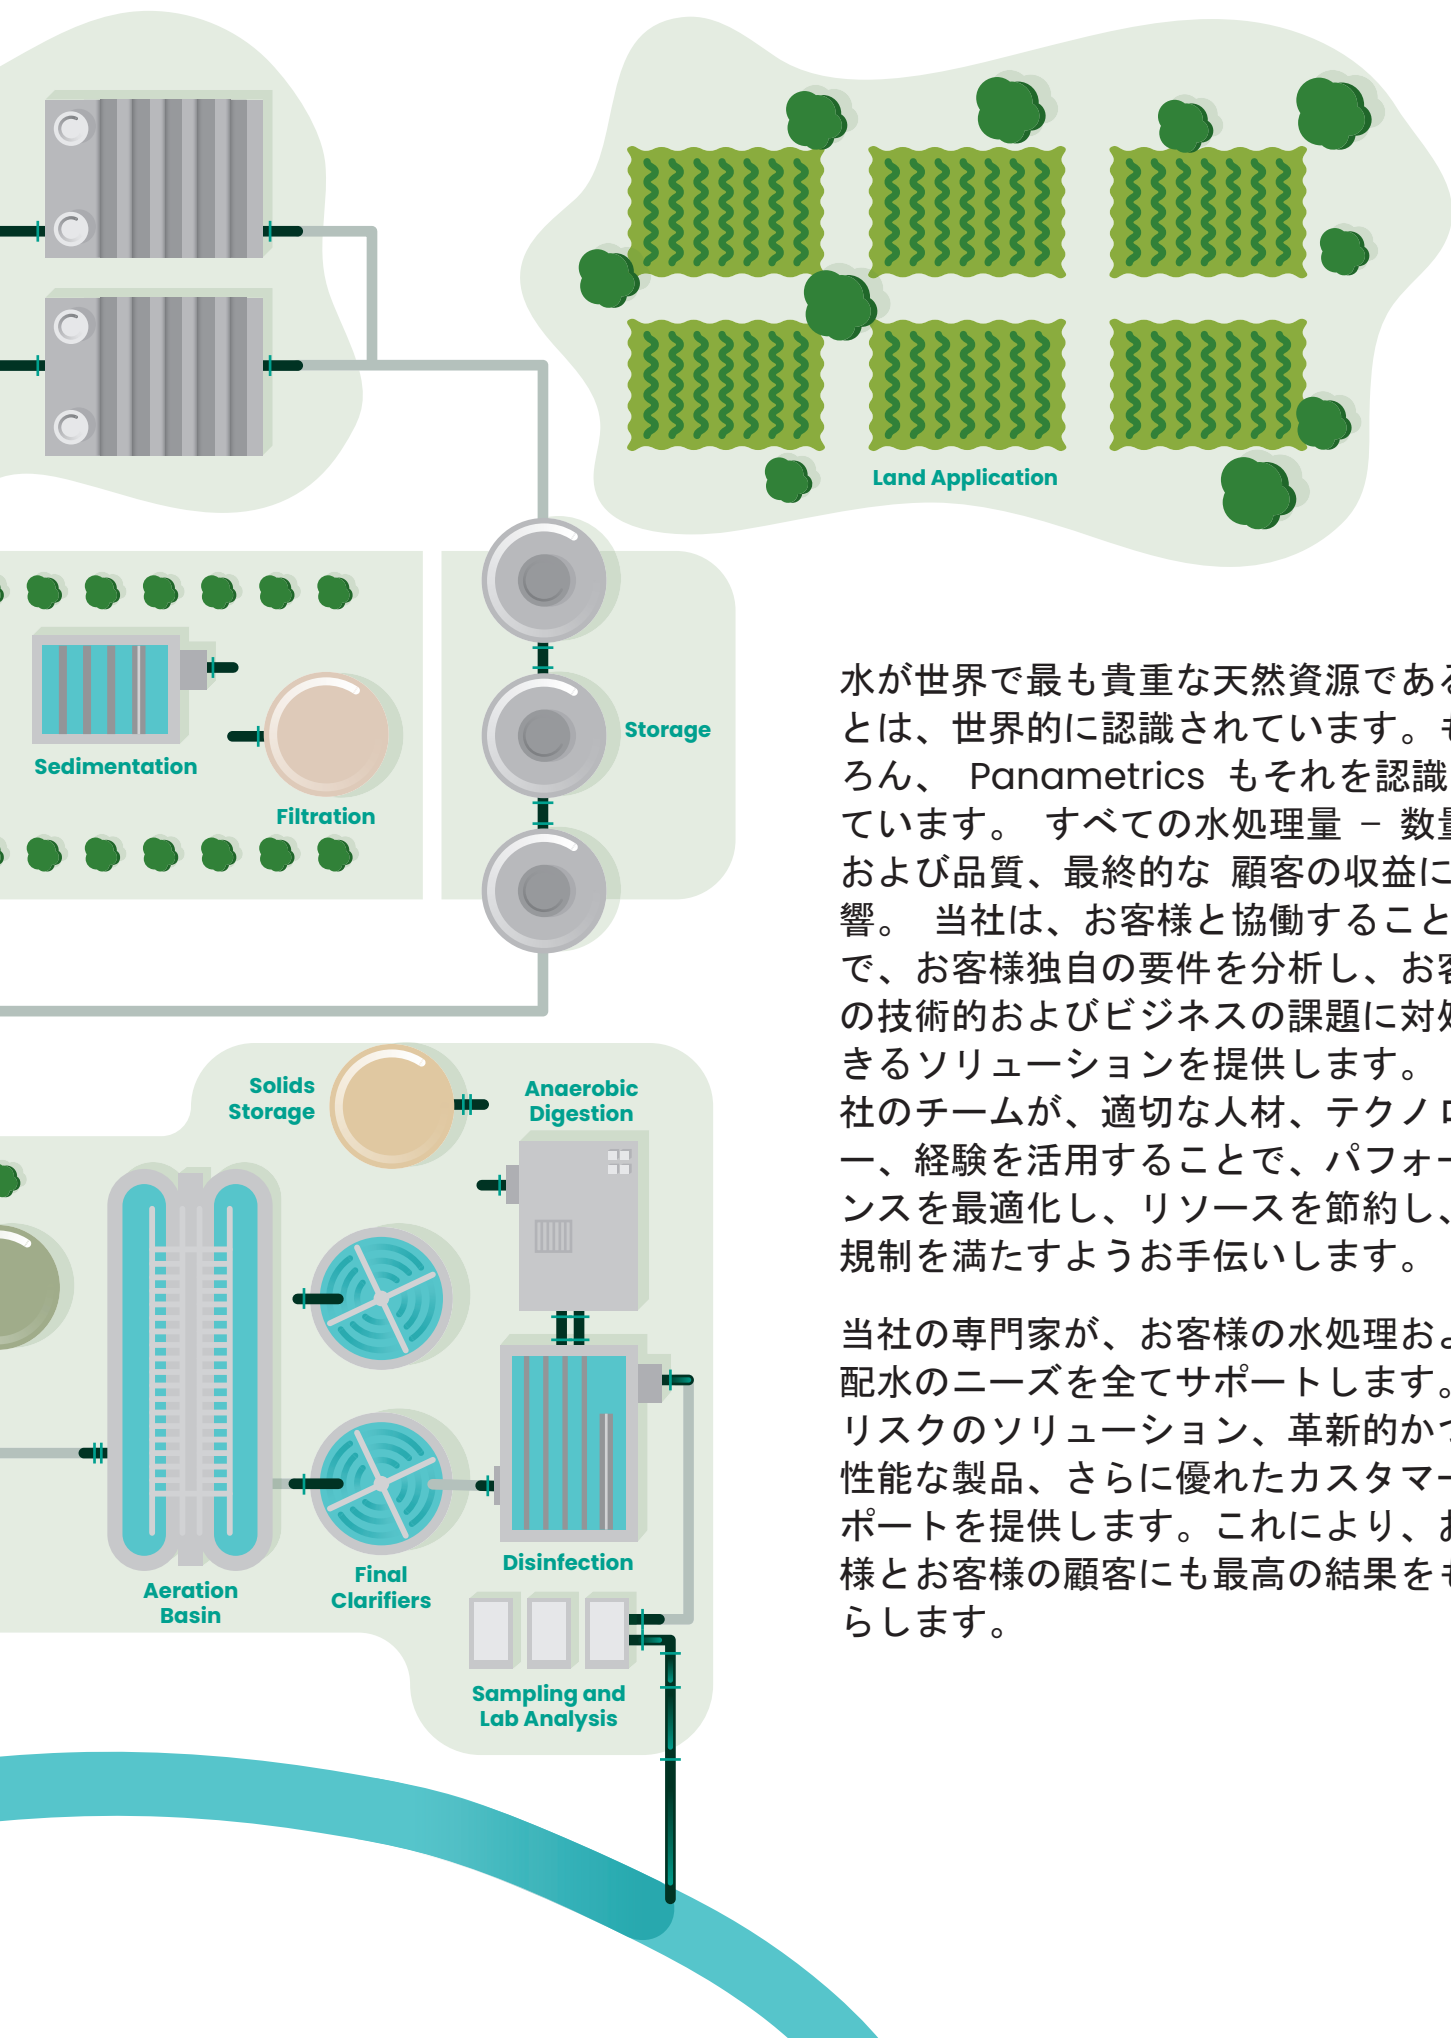 Land Application
Storage
Sedimentation
Filtration
水が世界で最も貴重な天然資源である
とは、世界的に認識されています。
ろん、 Panametrics もそれを認識
ています。 すべての水処理量 – 数量
および品質、最終的な 顧客の収益に
響。 当社は、お客様と協働すること
で、お客様独自の要件を分析し、お客
の技術的およびビジネスの課題に対処
きるソリューションを提供します。
社のチームが、適切な人材、テクノロ
ー、経験を活用することで、パフォー
ンスを最適化し、リソースを節約し、
規制を満たすようお手伝いします。
当社の専門家が、お客様の水処理およ
配水のニーズを全てサポートします。
リスクのソリューション、革新的かつ
性能な製品、さらに優れたカスタマー
ポートを提供します。これにより、お
様とお客様の顧客にも最高の結果をも
らします。
Solids
Storage
Anaerobic
Digestion
Aeration
Basin
Final
Clarifiers
Disinfection
Sampling and
Lab Analysis